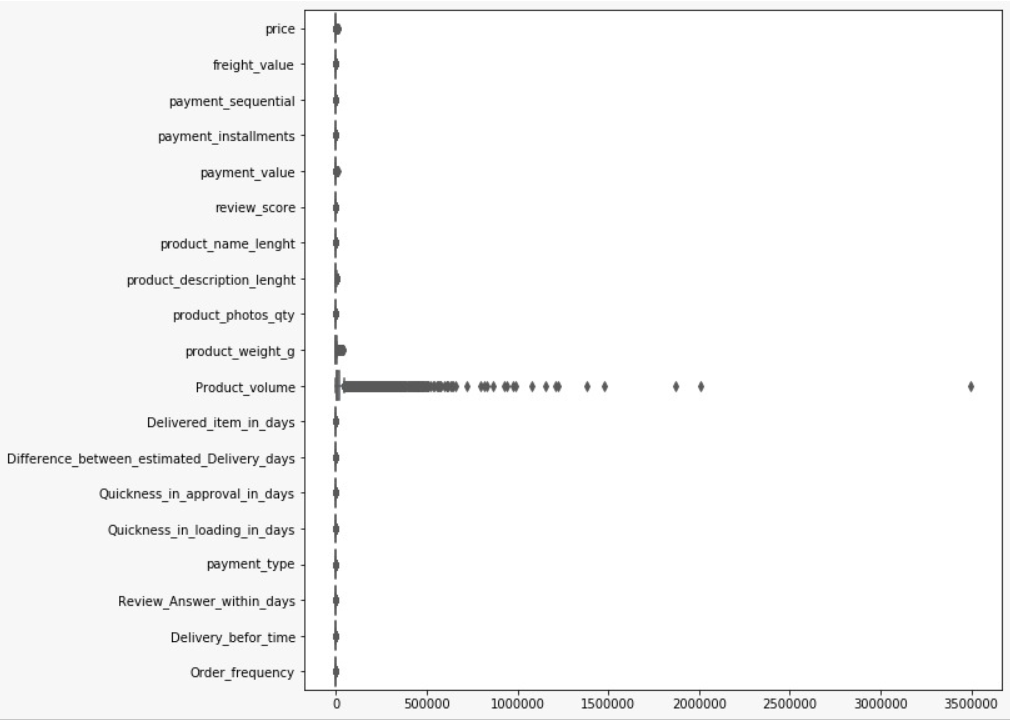 price
freight_value
payment_sequential
payment_installments
payment_value
review_score
product_name_lenght
product_description_lenght
product_photos_qty
product_weight_g
Product_volume
Delivered_item_in_days
Difference_between_estimated_Delivery_days
Quickness_in_approval_in_days
Quickness_in_loading_in_days
payment_type
Review_Answer_within_days
Delivery_befor_time
Order_frequency
0 500000 1000000 1500000 2000000 2500000 3000000 3500000